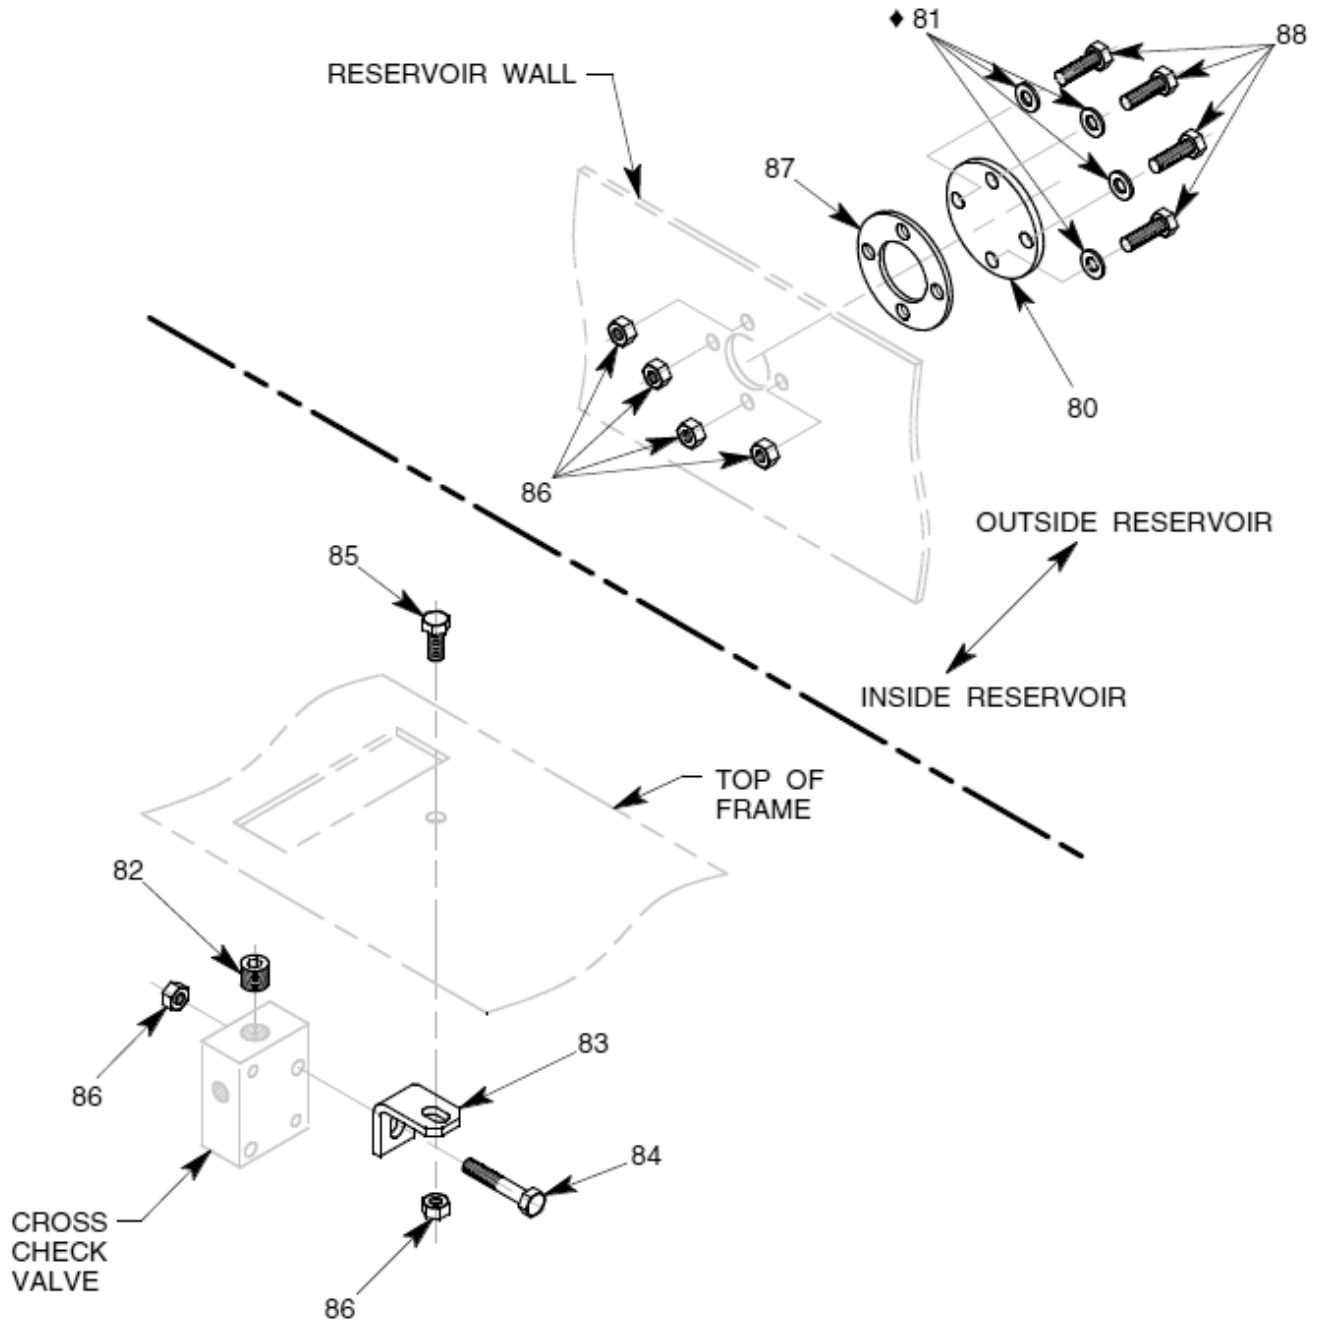 ♦ 81
88
RESERVOIR WALL
87
80
86
OUTSIDE RESERVOIR
85
INSIDE RESERVOIR
TOP OF
FRAME
82
83
86
84
CROSS
CHECK
VALVE
86